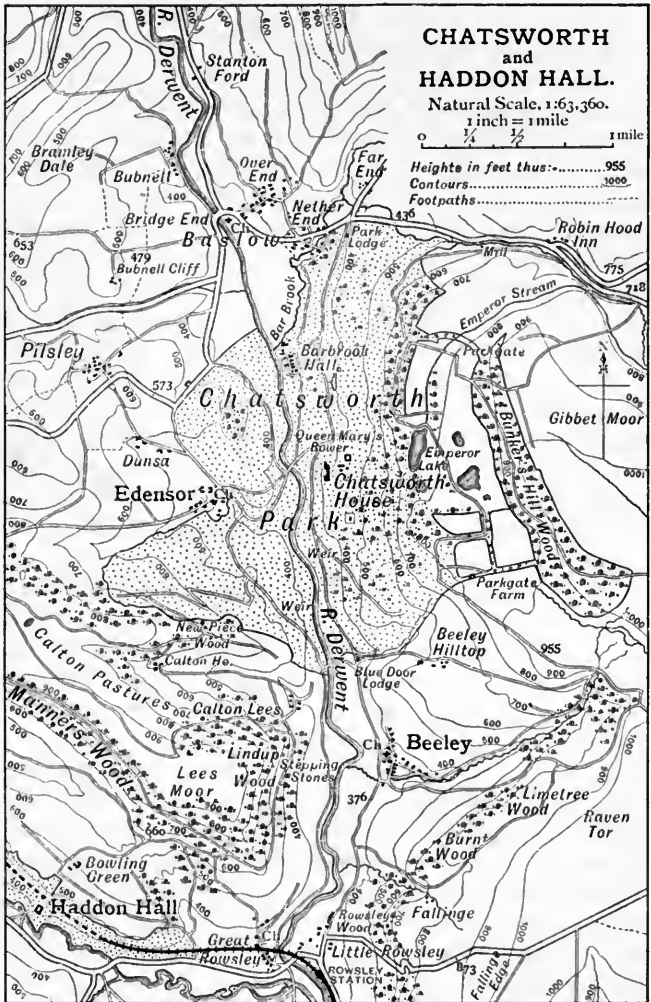 CHATSWORTH
and
HADDON HALL.
Natural Scale, 1:63,360.
1 inch = 1 mile
0 1/4 1/2 1 mile
Heights in feet thus:- 955
Contours 1000
Footpaths
R. Derwent
Stanton
Ford
Bramley
Dale
Bubnell
Over
End
Far
End
Bridge End
Nether
End
Ch
Baslow
436
Park
Lodge
Robin Hood
Inn
653
479
Bubnell Cliff
Mill
775
718
Bar Brook
Emperor Stream
Parkgate
Pilsley
573
Barbrook
Hall
Chatsworth
Gibbet Moor
Bunker's Hill Wood
Dunsa
Queen Mary's
Bower
Emperor
Lake
Chatsworth
House
Edensor
Ch
Park
Weir
Weir
Parkgate
Farm
R. Derwent
New Piece
Wood
Calton Ho.
Beeley
Hilltop
955
Calton Pastures
Blue Door
Lodge
Calton Lees
Manners Wood
Lindup
Wood
Lees
Moor
Stepping
Stones
Ch
Beeley
376
Limetree
Wood
Raven
Tor
Burnt
Wood
660
Bowling
Green
Haddon Hall
Fallinge
Rowsley
Wood
Great
Rowsley
Ch
Little Rowsley
ROWSLEY
STATION
873
Falling
Edge